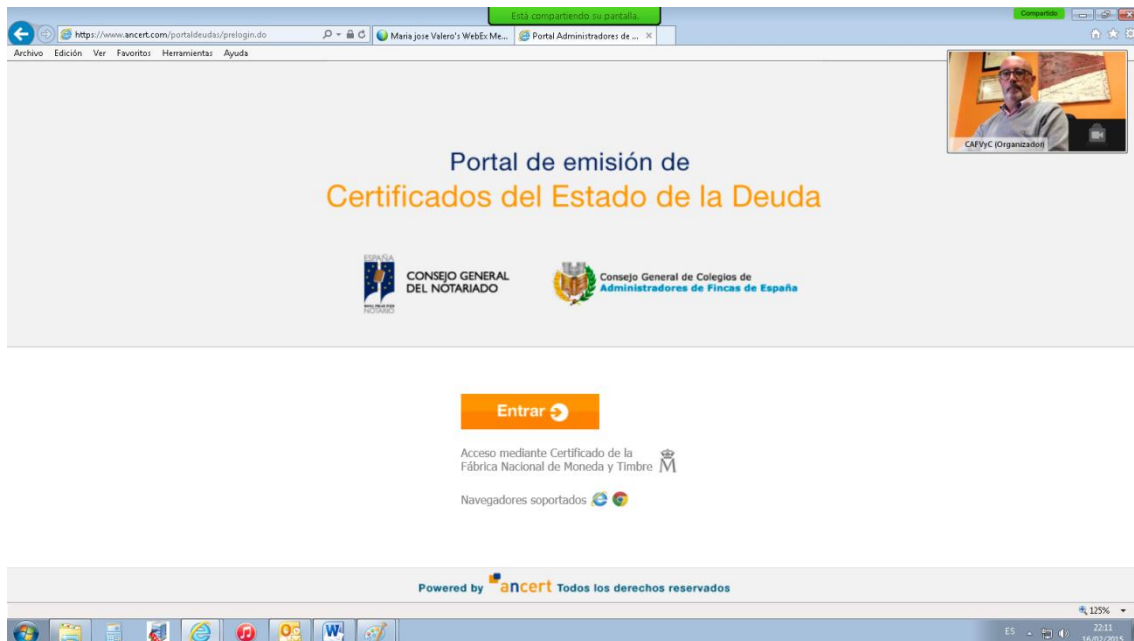 Está compartiendo su pantalla.
Compartido
https://www.ancert.com/portaldeudas/prelogin.do
Maria jose Valero's WebEx Me...
Portal Administradores de ...
Archivo Edición Ver Favoritos Herramientas Ayuda
CAFVyC (Organizador)
Portal de emisión de
Certificados del Estado de la Deuda
ESPAÑA
CONSEJO GENERAL
DEL NOTARIADO
NOTARIADO
Consejo General de Colegios de
Administradores de Fincas de España
Entrar
Acceso mediante Certificado de la
Fábrica Nacional de Moneda y Timbre
Navegadores soportados
Powered by ancert Todos los derechos reservados
125%
ES
22:11
16/02/2015